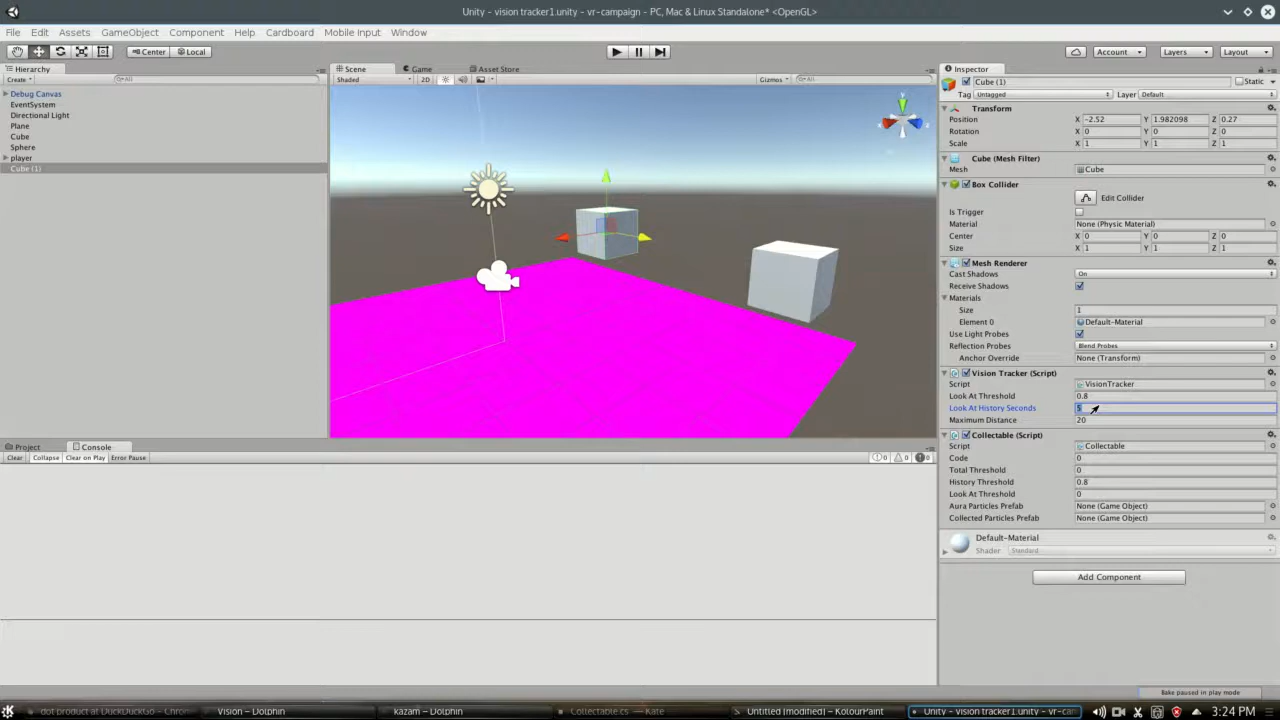 Unity - vision tracker1.unity - vr-campaign - PC, Mac & Linux Standalone* <OpenGL>
File Edit Assets GameObject Component Help Cardboard Mobile Input Window
Center Local Account Layers Layout
Hierarchy
Create All
Debug Canvas
EventSystem
Directional Light
Plane
Cube
Sphere
player
Cube (1)
Scene Game Asset Store
Shaded 2D Gizmos All
y
Inspector
Cube (1) Static
Tag Untagged Layer Default
Transform
Position X -2.52 Y 1.982098 Z 0.27
Rotation X 0 Y 0 Z 0
Scale X 1 Y 1 Z 1
Cube (Mesh Filter)
Mesh Cube
Box Collider
Edit Collider
Is Trigger
Material None (Physic Material)
Center X 0 Y 0 Z 0
Size X 1 Y 1 Z 1
Mesh Renderer
Cast Shadows On
Receive Shadows
Materials
Size 1
Element 0 Default-Material
Use Light Probes
Reflection Probes Blend Probes
Anchor Override None (Transform)
Vision Tracker (Script)
Script VisionTracker
Look At Threshold 0.8
Look At History Seconds 5
Maximum Distance 20
Collectable (Script)
Script Collectable
Code 0
Total Threshold 0
History Threshold 0.8
Look At Threshold 0
Aura Particles Prefab None (Game Object)
Collected Particles Prefab None (Game Object)
Default-Material
Shader Standard
Add Component
Project Console
Clear Collapse Clear on Play Error Pause 0 0 0
Bake paused in play mode
dot product at DuckDuckGo - Chrom Vision - Dolphin kazam - Dolphin Collectable.cs - Kate Untitled [modified] - KolourPaint Unity - vision tracker1.unity - vr-can 3:24 PM